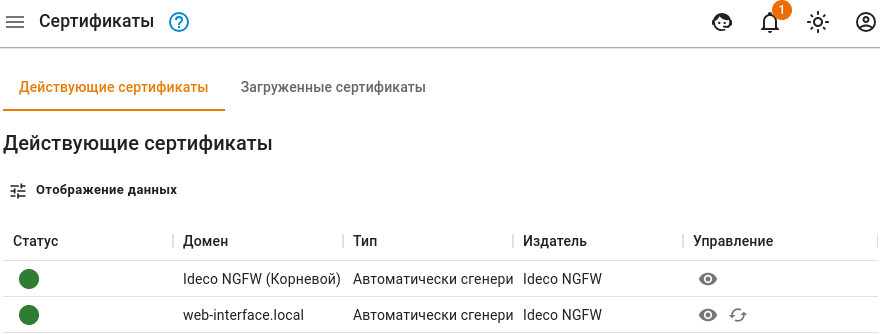 Сертификаты
1
Действующие сертификаты Загруженные сертификаты
Действующие сертификаты
Отображение данных
Статус Домен Тип Издатель Управление
Ideco NGFW (Корневой) Автоматически сгенери Ideco NGFW
web-interface.local Автоматически сгенери Ideco NGFW